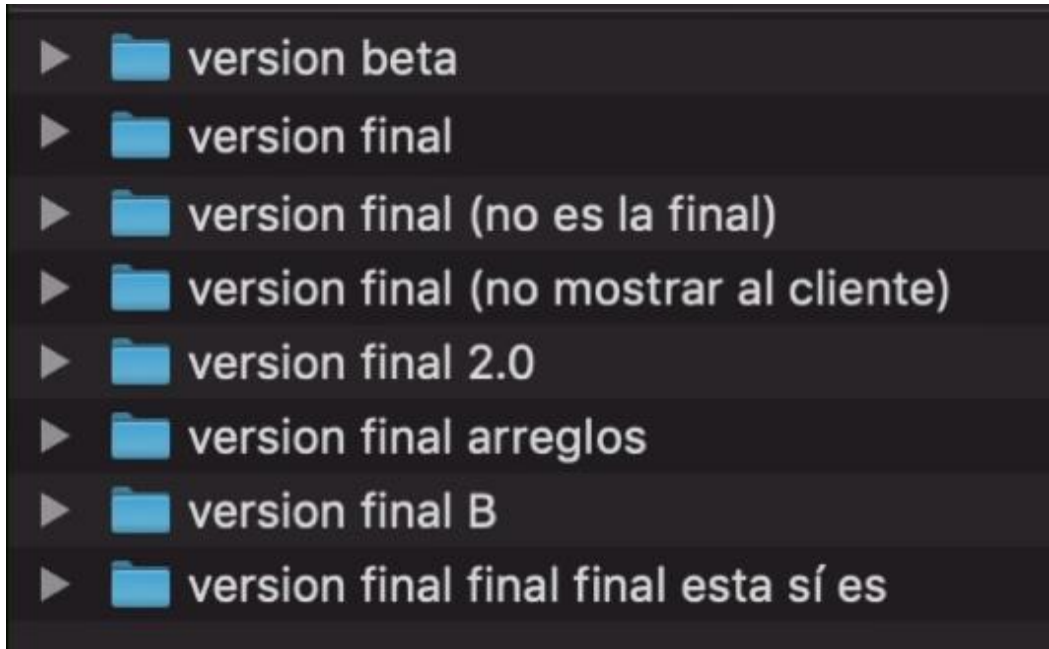 version beta
version final
version final (no es la final)
version final (no mostrar al cliente)
version final 2.0
version final arreglos
version final B
version final final final esta sí es